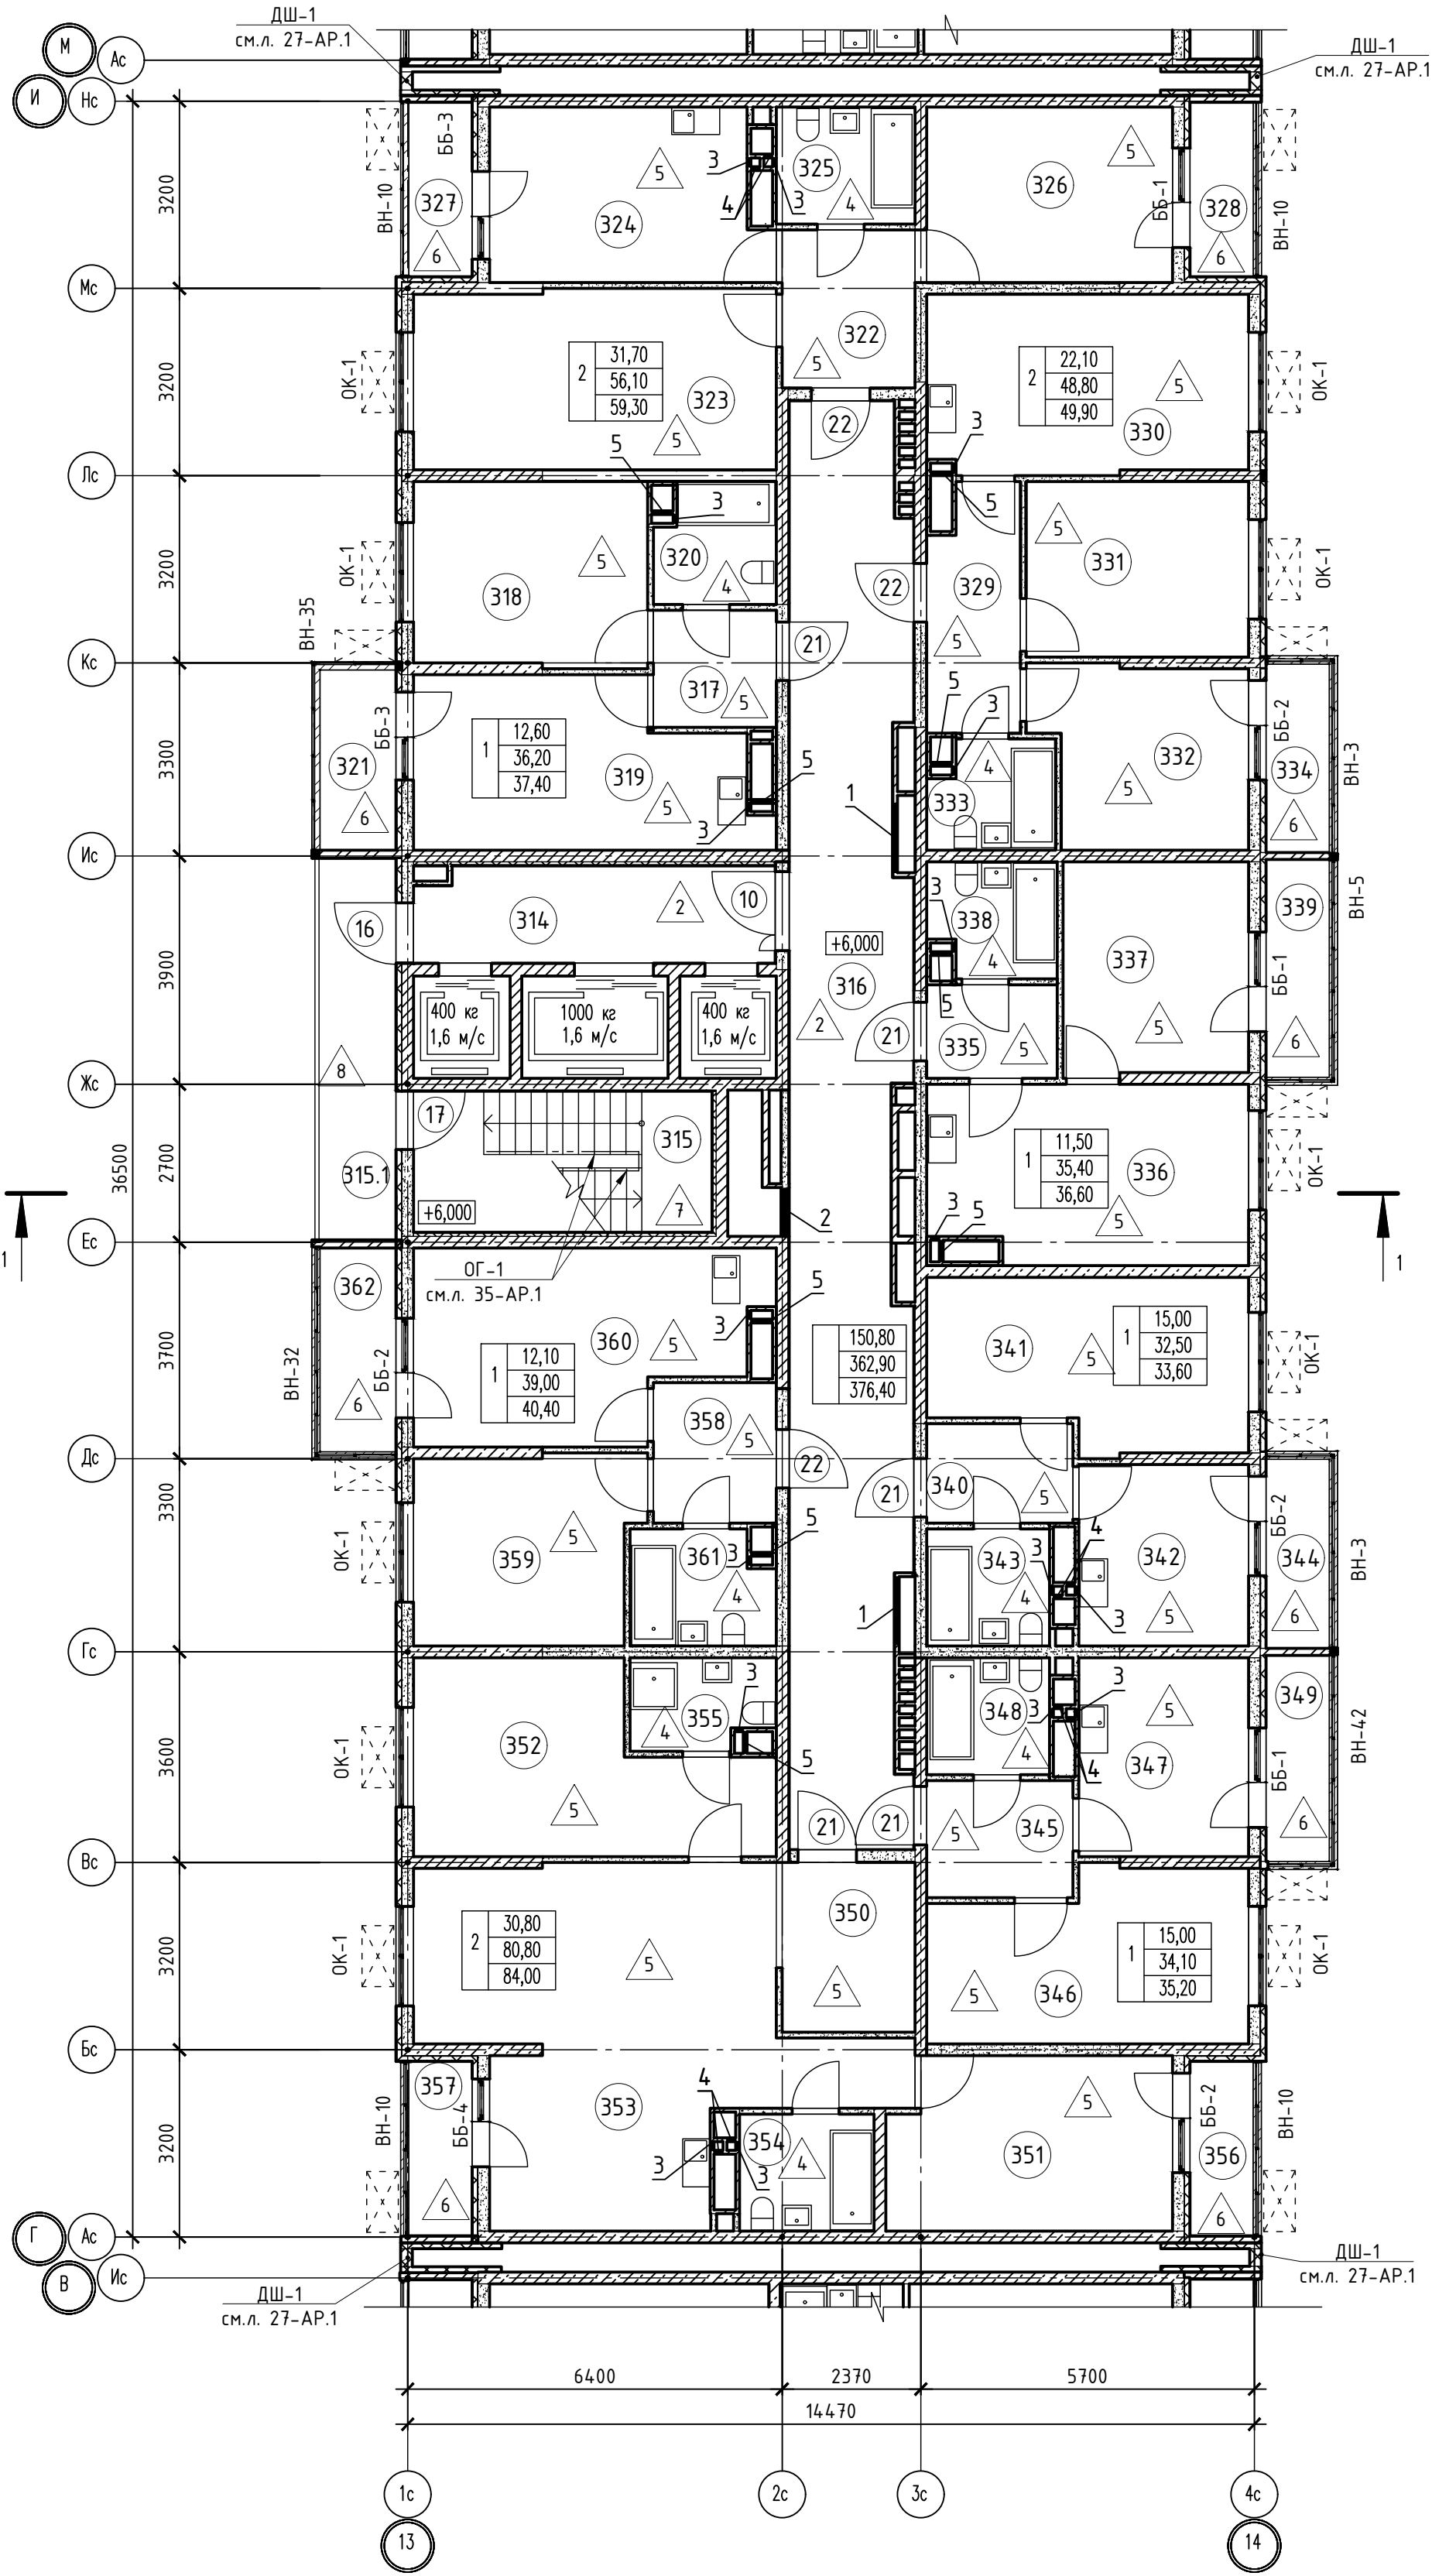 ДШ-1
см.л. 27-АР.1
ДШ-1
см.л. 27-АР.1
М
Ас
И
Нс
ББ-3
3
325
4
3
4
5
324
327
6
ВН-10
3200
5
326
ББ-1
328
6
ВН-10
Мс
322
5
31,70
2
56,10
59,30
323
5
22,10
2
48,80
49,90
5
330
ОК-1
ОК-1
3200
22
3
5
5
Лс
3
320
4
5
318
ОК-1
ВН-35
3200
22
329
5
5
331
ОК-1
21
Кс
317
5
ББ-3
12,60
1
36,20
37,40
319
5
5
3
321
6
3300
1
5
3
4
333
332
5
ББ-2
334
6
ВН-3
Ис
10
2
314
16
3900
+6,000
316
2
3
338
4
5
337
5
339
ВН-5
ББ-1
6
400 кг
1,6 м/с
1000 кг
1,6 м/с
400 кг
1,6 м/с
21
335
5
8
Жс
17
315
315.1
+6,000
7
2
36500
2700
11,50
1
35,40
36,60
336
5
3
5
ОК-1
1
1
Ес
ОГ-1
см.л. 35-АР.1
362
6
ВН-32
ББ-2
360
5
5
3
12,10
1
39,00
40,40
3700
150,80
362,90
376,40
341
5
15,00
1
32,50
33,60
ОК-1
358
5
22
Дс
21
340
5
3300
ОК-1
359
5
361
3
5
4
1
343
4
3
4
3
342
5
ББ-2
344
6
ВН-3
Гс
352
5
355
4
3
5
ОК-1
3600
348
3
4
3
4
347
5
ББ-1
349
6
ВН-42
21
21
345
5
Вс
30,80
2
80,80
84,00
5
350
5
ОК-1
3200
5
346
15,00
1
34,10
35,20
ОК-1
Бс
357
6
ВН-10
ББ-4
353
4
3
3
354
4
3200
351
5
ББ-2
356
6
ВН-10
Г
Ас
В
Ис
ДШ-1
см.л. 27-АР.1
ДШ-1
см.л. 27-АР.1
6400
2370
5700
14470
1с
2с
3с
4с
13
14